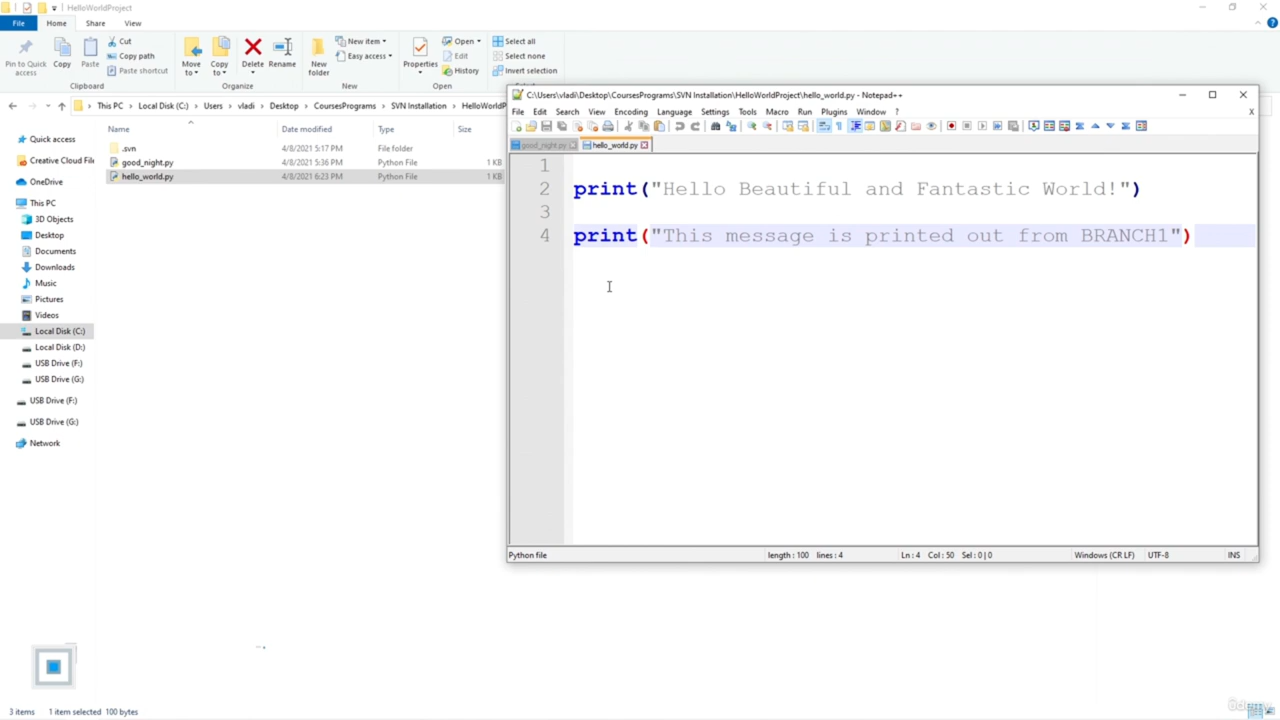 HelloWorldProject
File Home Share View
Pin to Quick access
Copy
Paste
Cut
Copy path
Paste shortcut
Clipboard
Move to
Copy to
Delete
Rename
Organize
New folder
New item
Easy access
New
Properties
Open
Edit
History
Open
Select all
Select none
Invert selection
This PC Local Disk (C:) Users vladi Desktop CoursesPrograms SVN Installation HelloWorldP
Name Date modified Type Size
.svn 4/8/2021 5:17 PM File folder
good_night.py 4/8/2021 5:36 PM Python File 1 KB
hello_world.py 4/8/2021 6:23 PM Python File 1 KB
Quick access
Creative Cloud File
OneDrive
This PC
3D Objects
Desktop
Documents
Downloads
Music
Pictures
Videos
Local Disk (C:)
Local Disk (D:)
USB Drive (F:)
USB Drive (G:)
USB Drive (F:)
USB Drive (G:)
Network
C:\Users\vladi\Desktop\CoursesPrograms\SVN Installation\HelloWorldProject\hello_world.py - Notepad++
File Edit Search View Encoding Language Settings Tools Macro Run Plugins Window ? X
good_night.py hello_world.py
1
2 print("Hello Beautiful and Fantastic World!")
3
4 print("This message is printed out from BRANCH1")
Python file length : 100 lines : 4 Ln : 4 Col : 50 Sel : 0 | 0 Windows (CR LF) UTF-8 INS
3 items 1 item selected 100 bytes